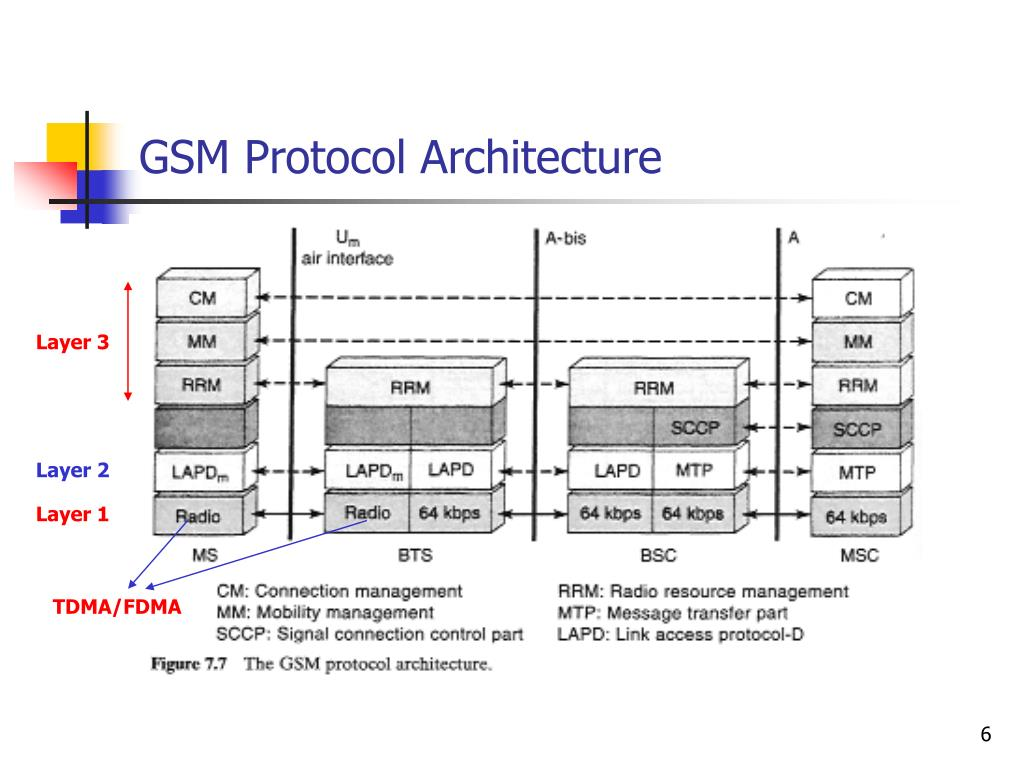 GSM Protocol Architecture
Um
air interface
A-bis
A
CM
CM
Layer 3
MM
MM
RRM
RRM
RRM
RRM
SCCP
SCCP
Layer 2
LAPDm
LAPDm
LAPD
LAPD
MTP
MTP
Layer 1
Radio
Radio
64 kbps
64 kbps
64 kbps
64 kbps
MS
BTS
BSC
MSC
TDMA/FDMA
CM: Connection management
MM: Mobility management
SCCP: Signal connection control part
RRM: Radio resource management
MTP: Message transfer part
LAPD: Link access protocol-D
Figure 7.7 The GSM protocol architecture.
6